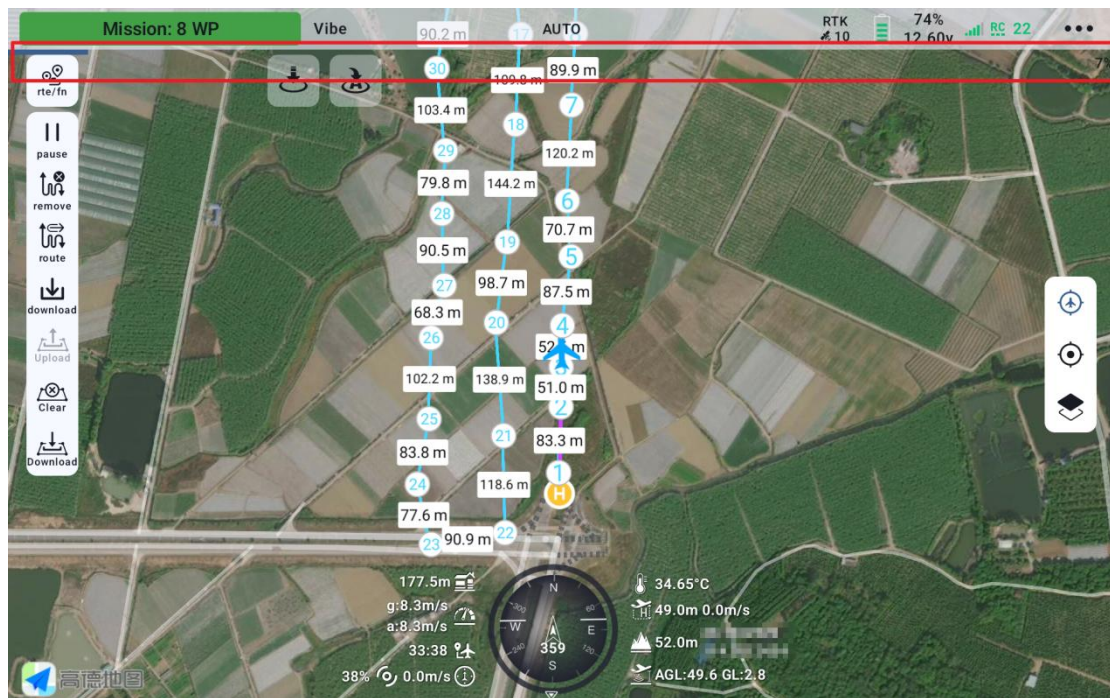 Mission: 8 WP
Vibe
AUTO
RTK
10
74%
12.60v
RC 22
7%
rte/fn
pause
remove
route
download
Upload
Clear
Download
90.2 m
30
103.4 m
29
79.8 m
28
90.5 m
27
68.3 m
26
102.2 m
25
83.8 m
24
77.6 m
23
90.9 m
17
109.8 m
18
144.2 m
19
98.7 m
20
138.9 m
21
118.6 m
22
89.9 m
7
120.2 m
6
70.7 m
5
87.5 m
4
51.0 m
2
83.3 m
1
H
177.5m
g:8.3m/s
a:8.3m/s
33:38
38% 0.0m/s
N
60
E
120
S
240
W
300
359
34.65°C
H 49.0m 0.0m/s
52.0m
AGL:49.6 GL:2.8
高德地图